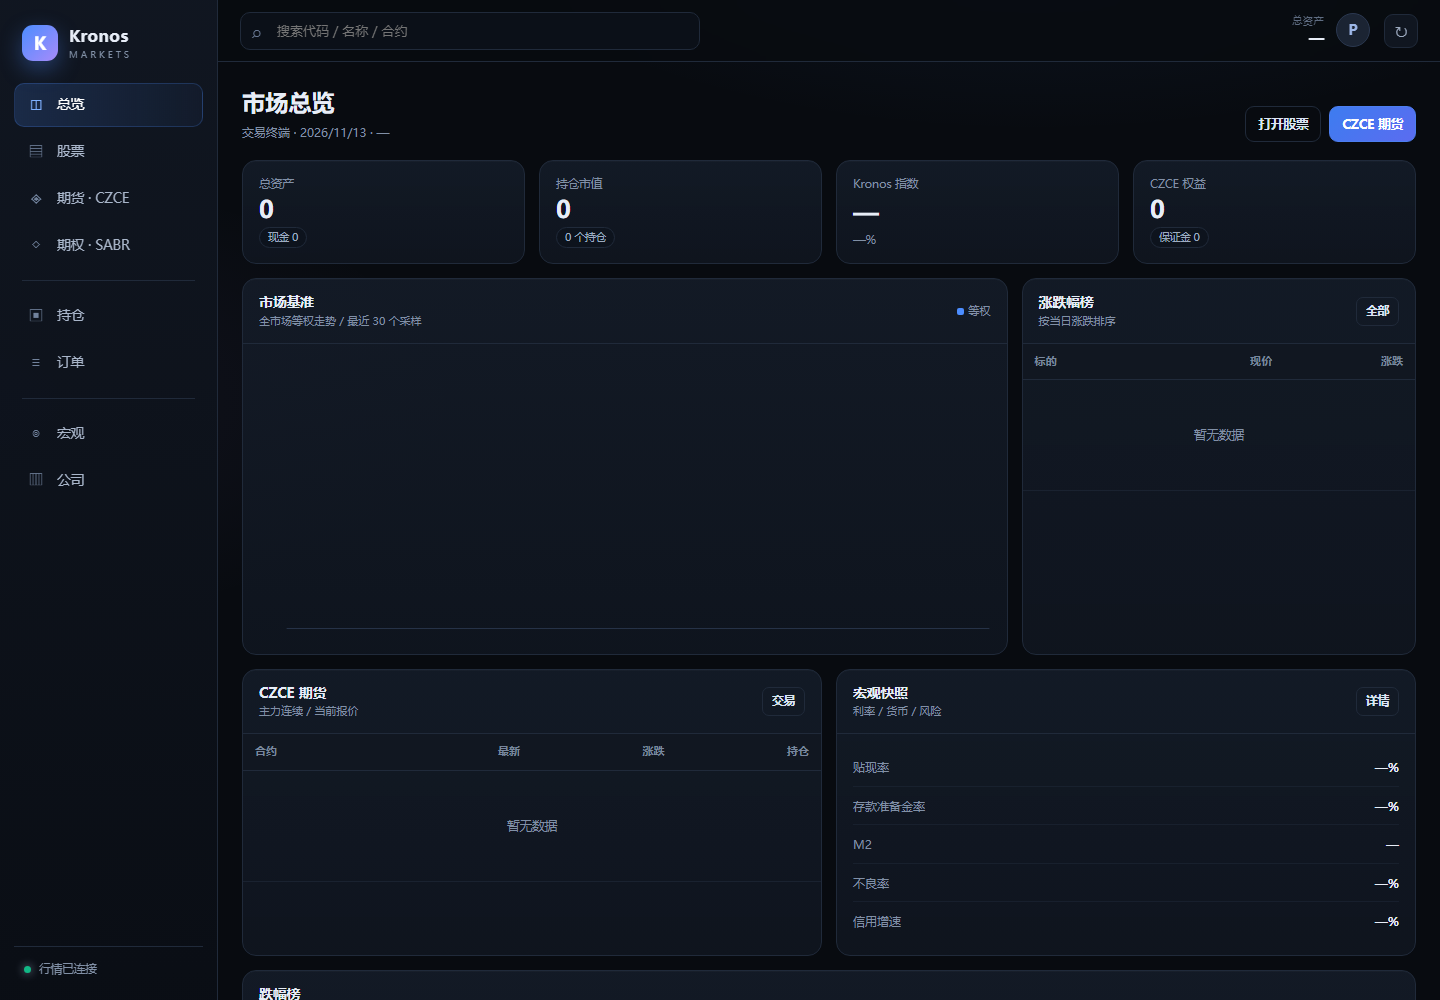 K
Kronos
MARKETS
总览
股票
期货 · CZCE
期权 · SABR
持仓
订单
宏观
公司
行情已连接
搜索代码 / 名称 / 合约
总资产
—
P
市场总览
交易终端 · 2026/11/13 · —
打开股票
CZCE 期货
总资产
0
现金 0
持仓市值
0
0 个持仓
Kronos 指数
—
—%
CZCE 权益
0
保证金 0
市场基准
全市场等权走势 / 最近 30 个采样
等权
涨跌幅榜
按当日涨跌排序
全部
标的 现价 涨跌
暂无数据
CZCE 期货
主力连续 / 当前报价
交易
合约 最新 涨跌 持仓
暂无数据
宏观快照
利率 / 货币 / 风险
详情
贴现率 —%
存款准备金率 —%
M2 —
不良率 —%
信用增速 —%
跌幅榜